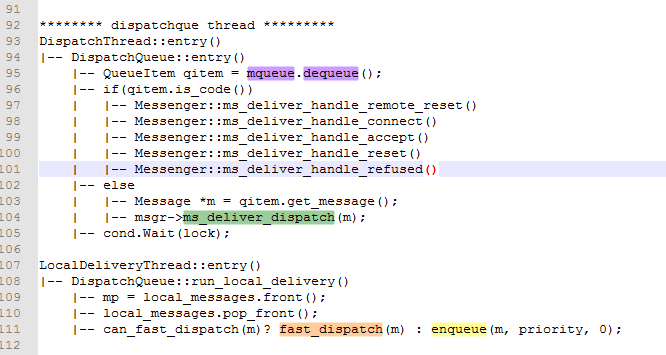 91
92 ******** dispatchque thread *********
93 DispatchThread::entry()
94 |-- DispatchQueue::entry()
95     |-- QueueItem qitem = mqueue.dequeue();
96     |-- if(qitem.is_code())
97     |   |-- Messenger::ms_deliver_handle_remote_reset()
98     |   |-- Messenger::ms_deliver_handle_connect()
99     |   |-- Messenger::ms_deliver_handle_accept()
100     |   |-- Messenger::ms_deliver_handle_reset()
101     |   |-- Messenger::ms_deliver_handle_refused()
102     |-- else
103     |   |-- Message *m = qitem.get_message();
104     |   |-- msgr->ms_deliver_dispatch(m);
105     |-- cond.Wait(lock);
106
107 LocalDeliveryThread::entry()
108 |-- DispatchQueue::run_local_delivery()
109     |-- mp = local_messages.front();
110     |-- local_messages.pop_front();
111     |-- can_fast_dispatch(m)? fast_dispatch(m) : enqueue(m, priority, 0);
112